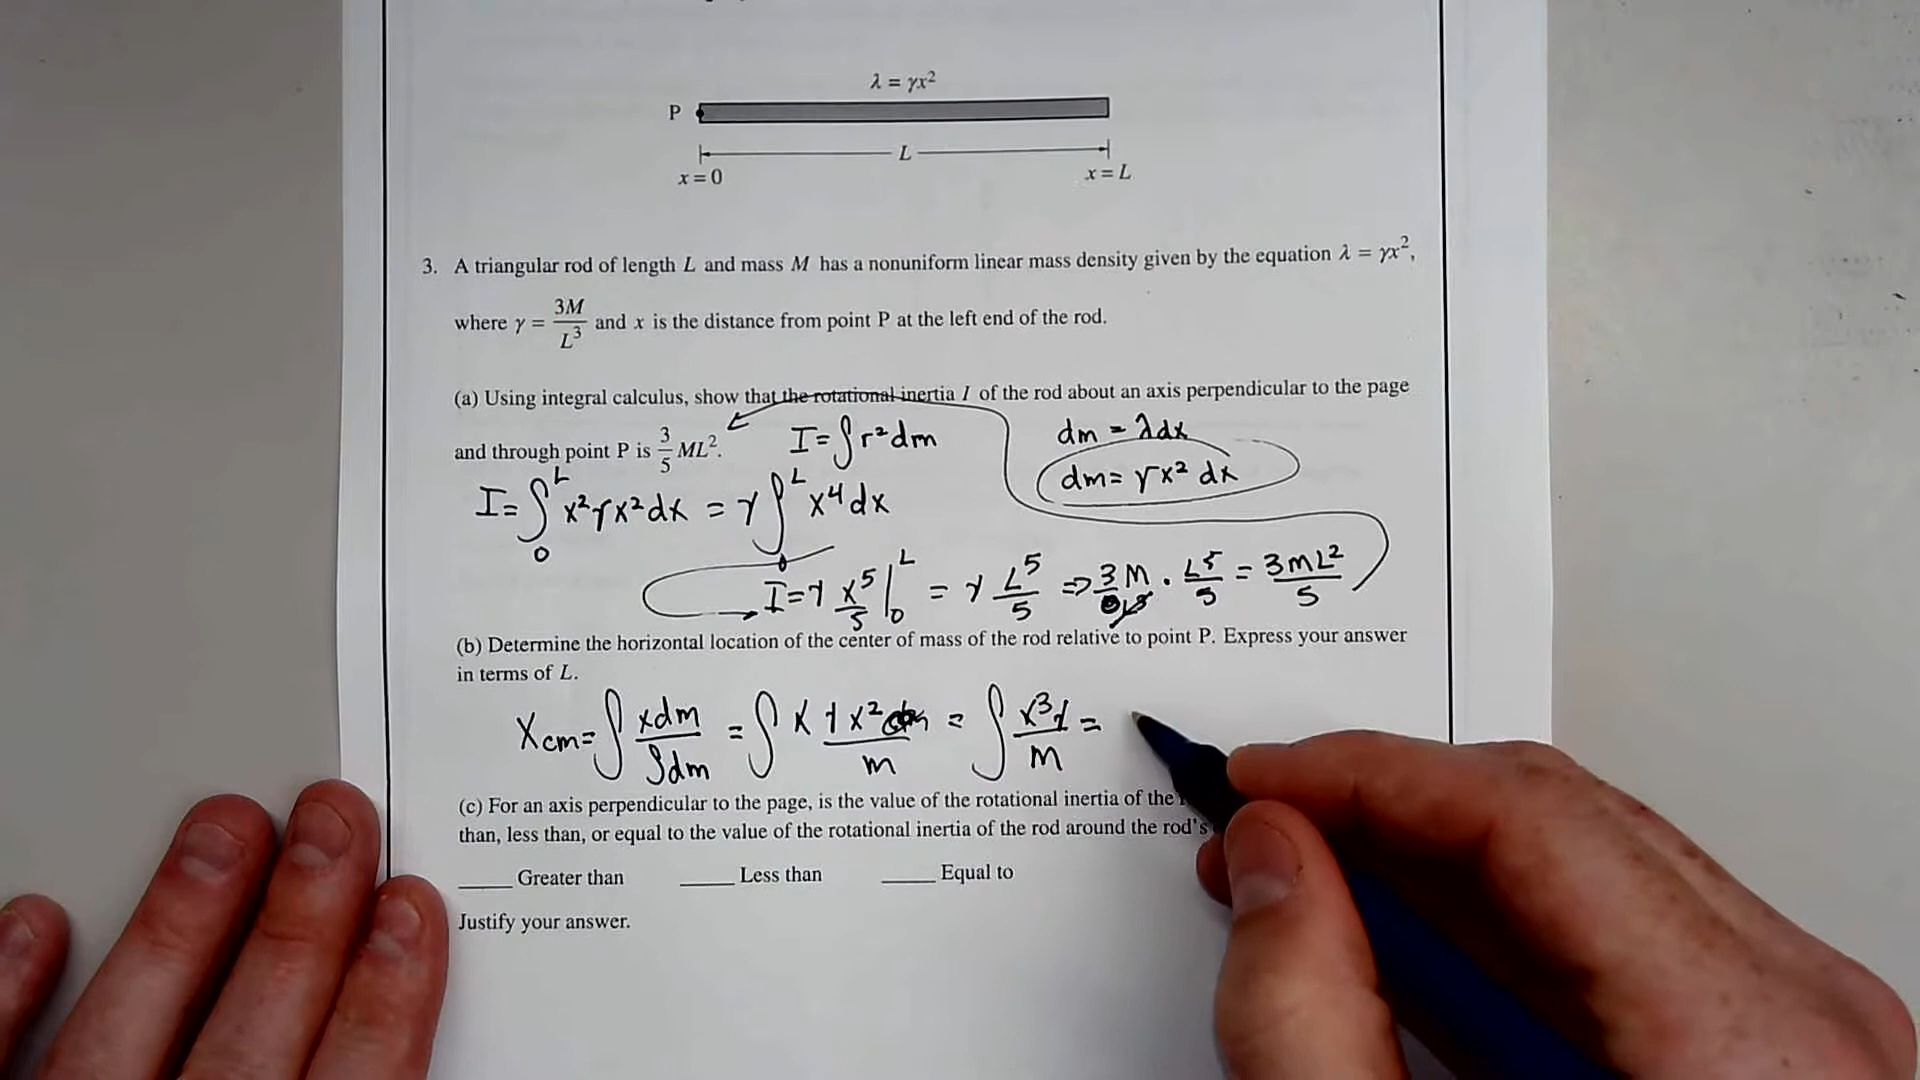 λ = γx²
P
L
x = 0
x = L
3. A triangular rod of length L and mass M has a nonuniform linear mass density given by the equation λ = γx²,
where γ = 3M/L³ and x is the distance from point P at the left end of the rod.
(a) Using integral calculus, show that the rotational inertia I of the rod about an axis perpendicular to the page
and through point P is 3/5 ML².
I = ∫r²dm
dm = λdx
dm = γx² dx
I = ∫₀ᴸ x²γx²dx = γ ∫₀ᴸ x⁴dx
I = γ x⁵/5 |₀ᴸ = γ L⁵/5 ⇒ 3M/L³ · L⁵/5 = 3ML²/5
(b) Determine the horizontal location of the center of mass of the rod relative to point P. Express your answer
in terms of L.
Xcm = ∫xdm/∫dm = ∫x γx²/m = ∫x³γ/m =
(c) For an axis perpendicular to the page, is the value of the rotational inertia of the
than, less than, or equal to the value of the rotational inertia of the rod around the rod's
____ Greater than ____ Less than ____ Equal to
Justify your answer.